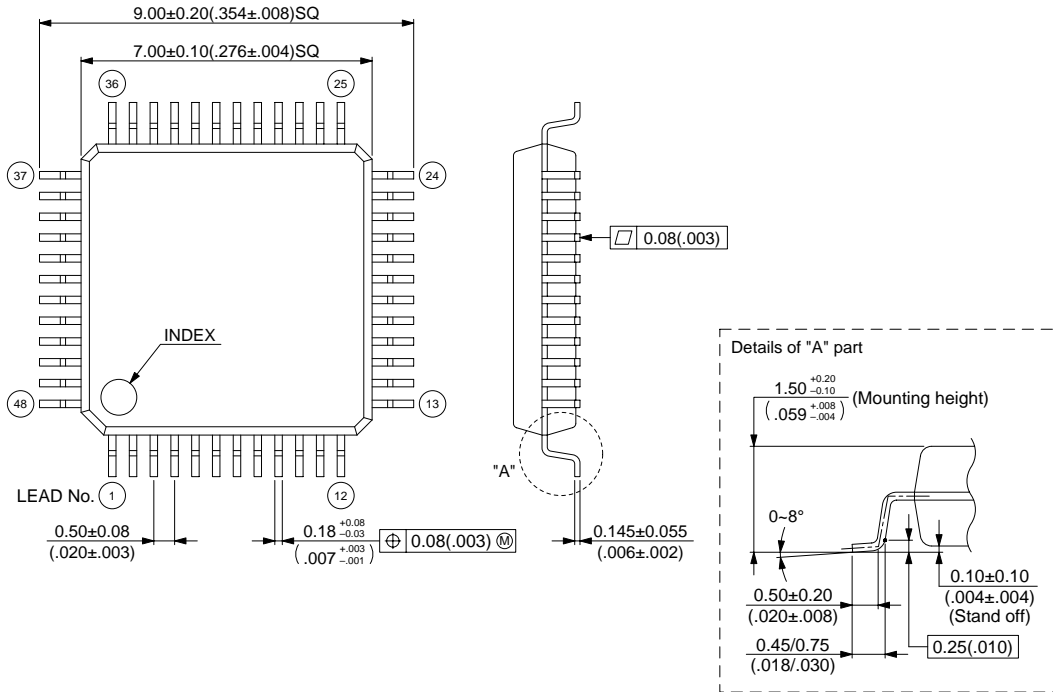 9.00±0.20(.354±.008)SQ
7.00±0.10(.276±.004)SQ
36
25
37
24
0.08(.003)
INDEX
48
13
"A"
LEAD No.
1
12
0.50±0.08
(.020±.003)
0.18 +0.08 –0.03
(.007 +.003 –.001)
0.08(.003) Ⓜ
0.145±0.055
(.006±.002)
Details of "A" part
1.50 +0.20 –0.10
(.059 +.008 –.004)
(Mounting height)
0~8°
0.50±0.20
(.020±.008)
0.45/0.75
(.018/.030)
0.10±0.10
(.004±.004)
(Stand off)
0.25(.010)